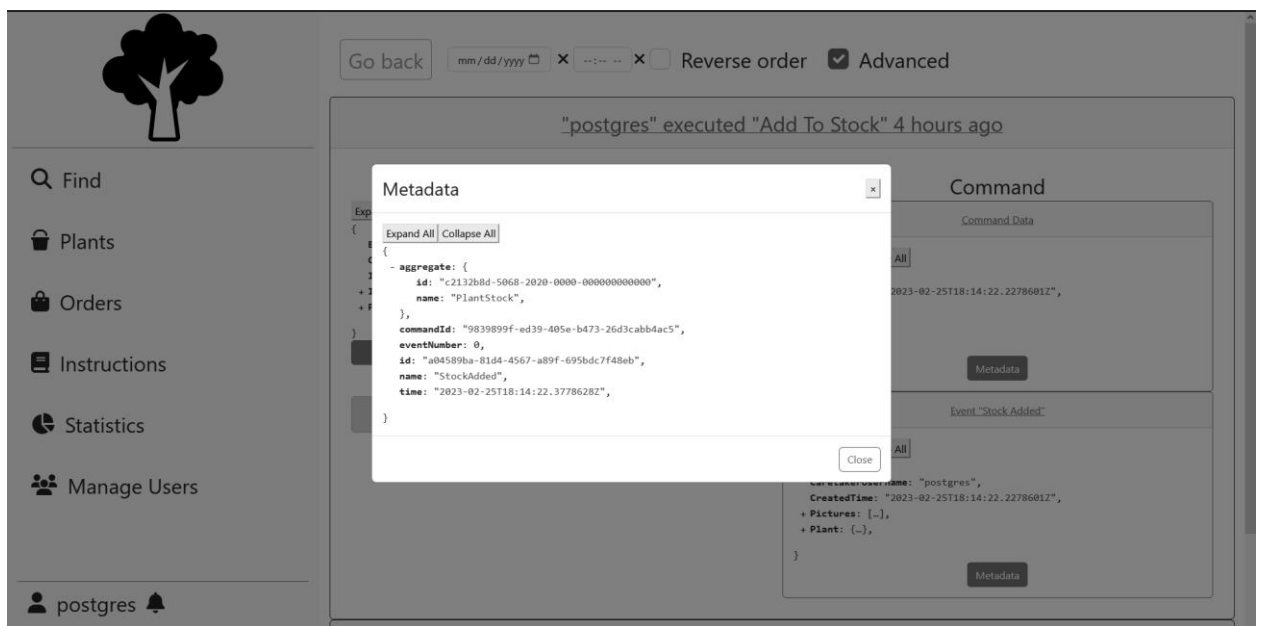 Go back mm/dd/yyyy × --:-- -- × Reverse order Advanced
"postgres" executed "Add To Stock" 4 hours ago
Find
Plants
Orders
Instructions
Statistics
Manage Users
postgres
Metadata
×
Expand All Collapse All
{
- aggregate: {
id: "c2132b8d-5068-2020-0000-000000000000",
name: "PlantStock",
},
commandId: "9839899f-ed39-405e-b473-26d3cabb4ac5",
eventNumber: 0,
id: "a04589ba-81d4-4567-a89f-695bdc7f48eb",
name: "StockAdded",
time: "2023-02-25T18:14:22.3778628Z",
}
Close
Exp
{
+ I
+ P
}
Command
Command Data
All
2023-02-25T18:14:22.2278601Z",
Metadata
Event "Stock Added"
All
CaretakerUsername: "postgres",
CreatedTime: "2023-02-25T18:14:22.2278601Z",
+ Pictures: […],
+ Plant: {…},
}
Metadata